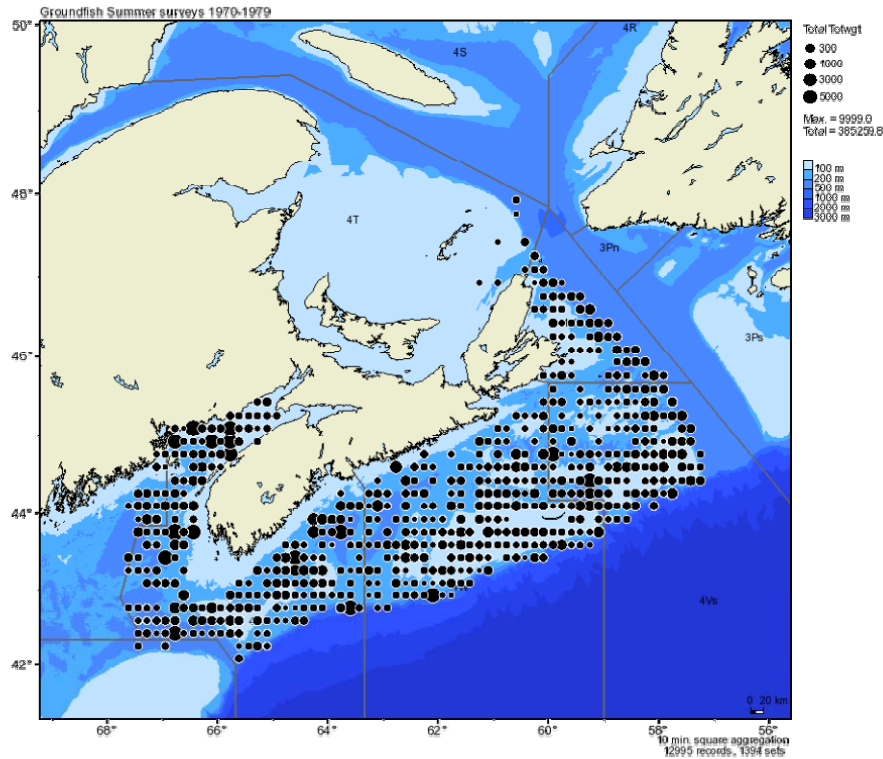 Groundfish Summer surveys 1970-1979
50°
48°
46°
44°
42°
4S
4R
4T
3Pn
3Ps
4Vs
Total Totwgt
300
1000
3000
5000
Max. = 9999.0
Total = 385259.8
100 m
200 m
500 m
1000 m
2000 m
3000 m
0 20 km
68°
66°
64°
62°
60°
58°
56°
10 min. square aggregation
12995 records, 1394 sets